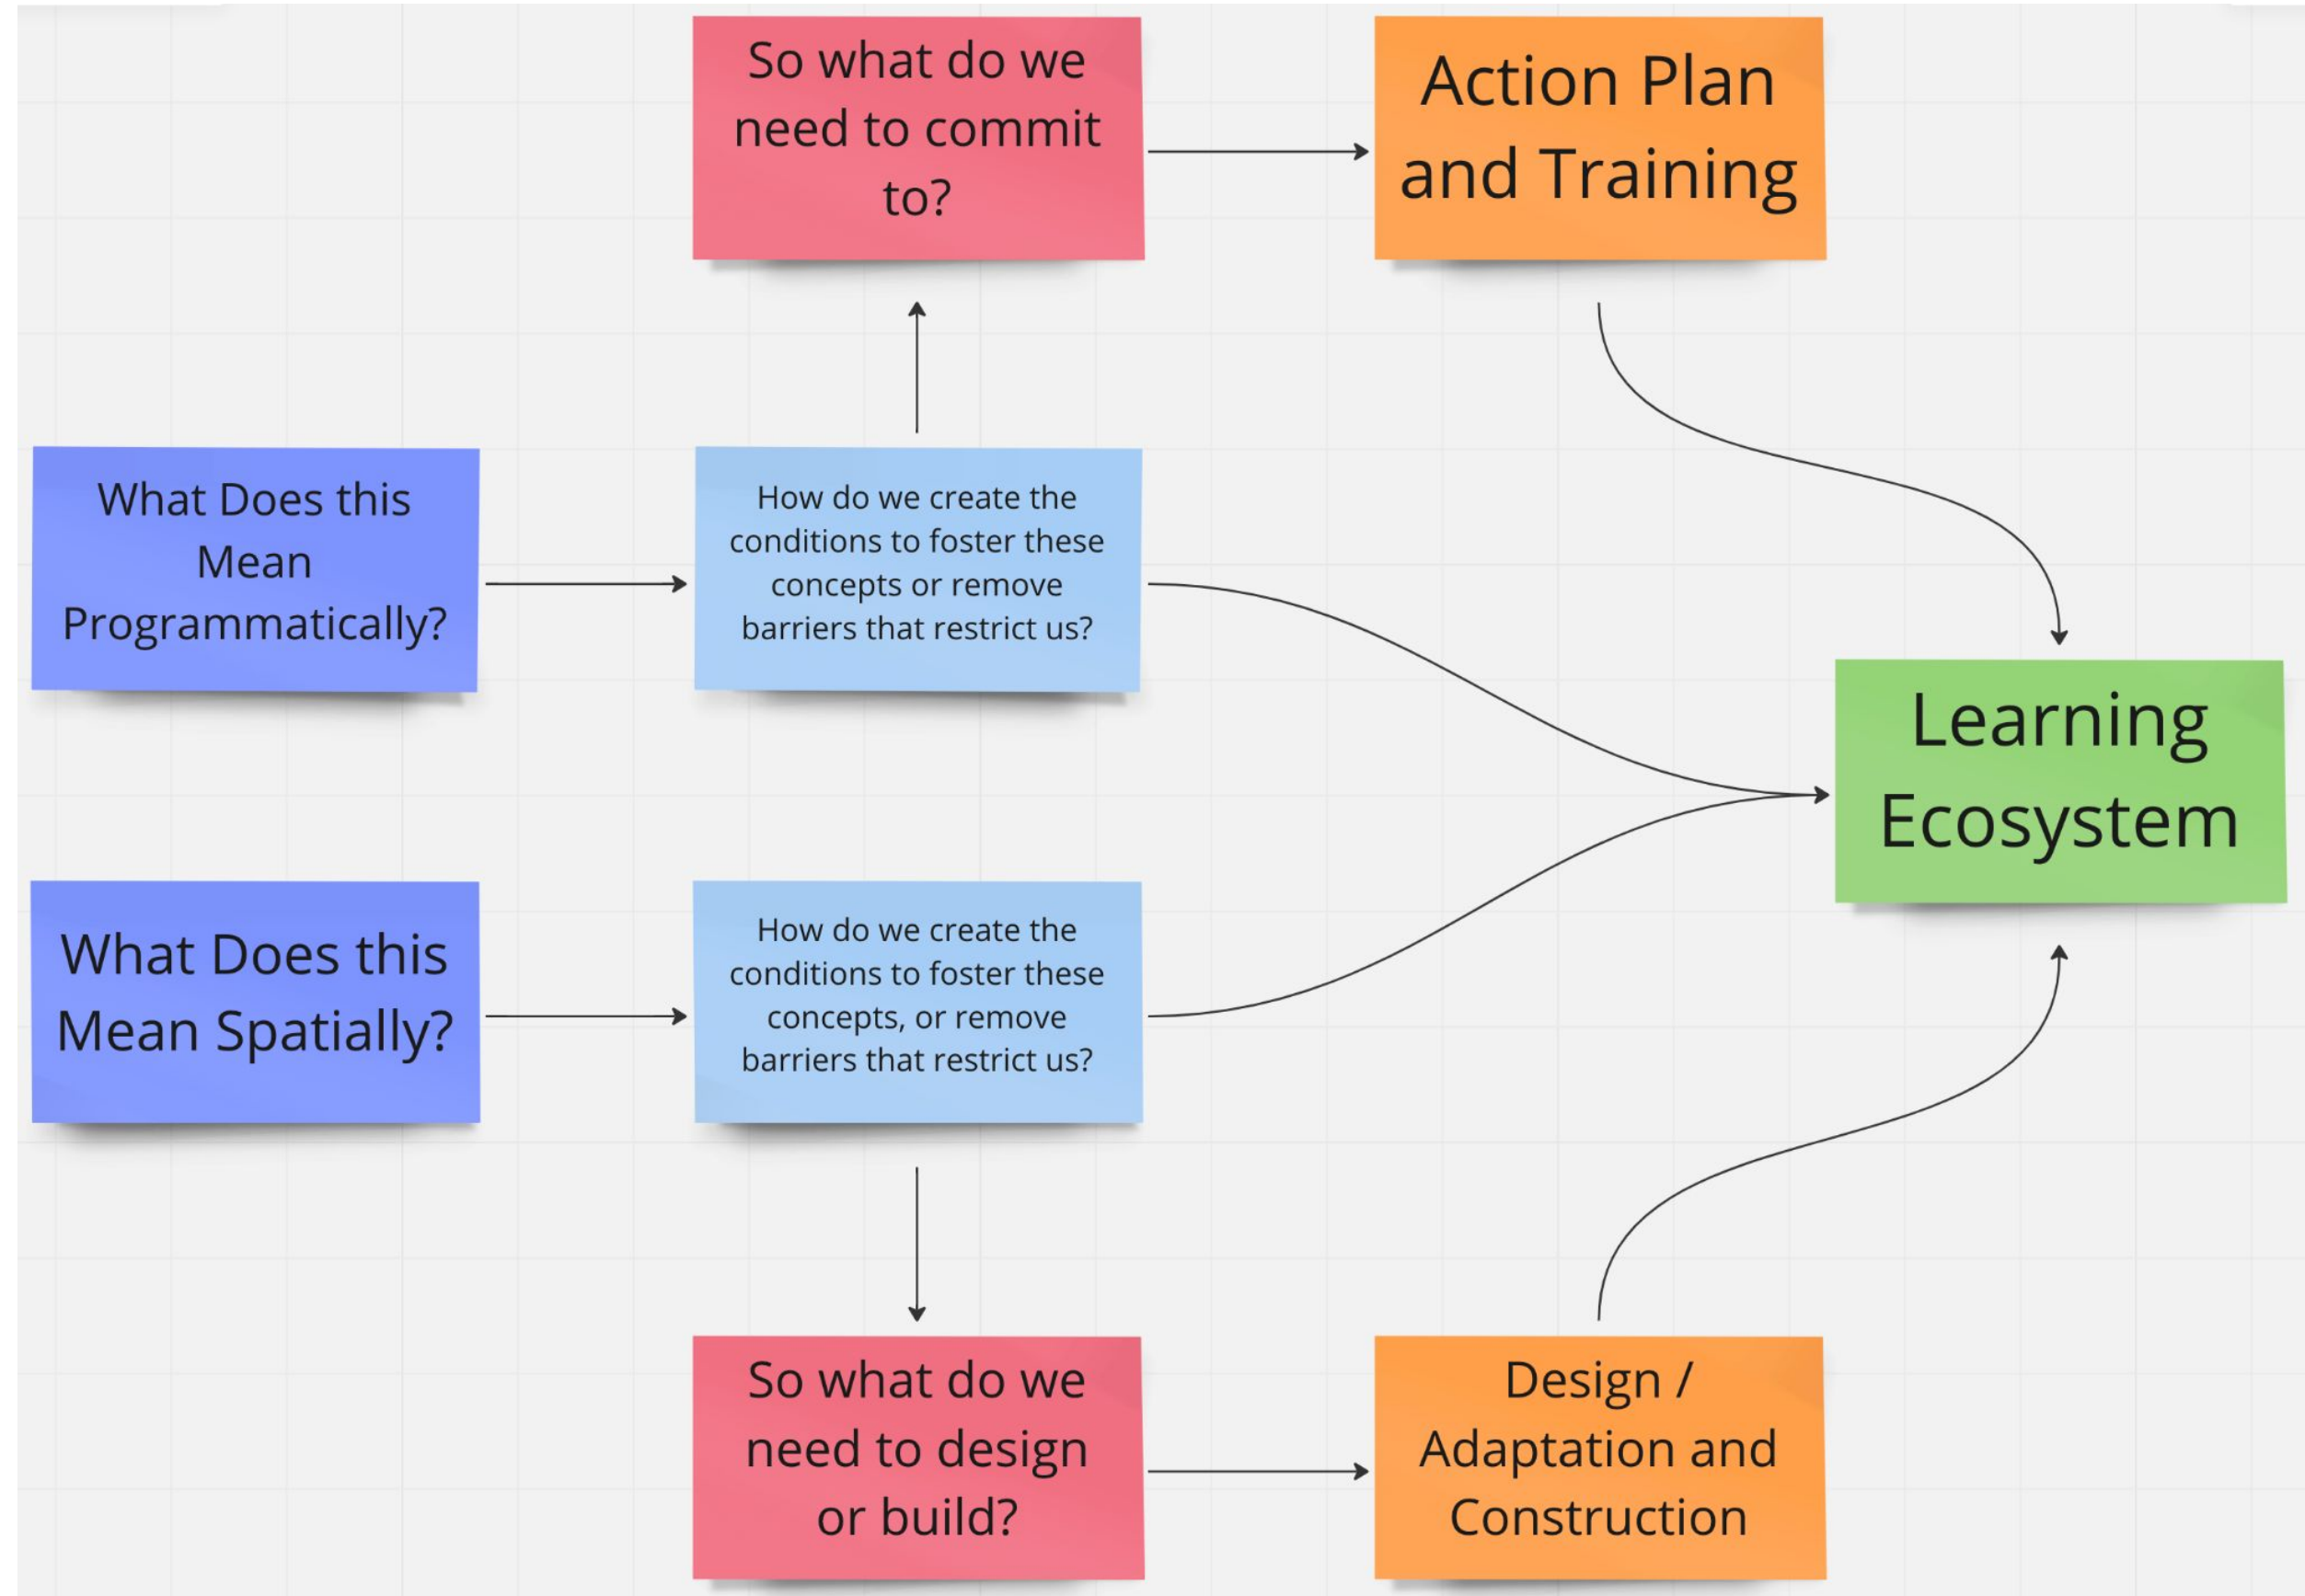 So what do we
need to commit
to?
Action Plan
and Training
What Does this
Mean
Programmatically?
How do we create the
conditions to foster these
concepts or remove
barriers that restrict us?
Learning
Ecosystem
What Does this
Mean Spatially?
How do we create the
conditions to foster these
concepts, or remove
barriers that restrict us?
So what do we
need to design
or build?
Design /
Adaptation and
Construction